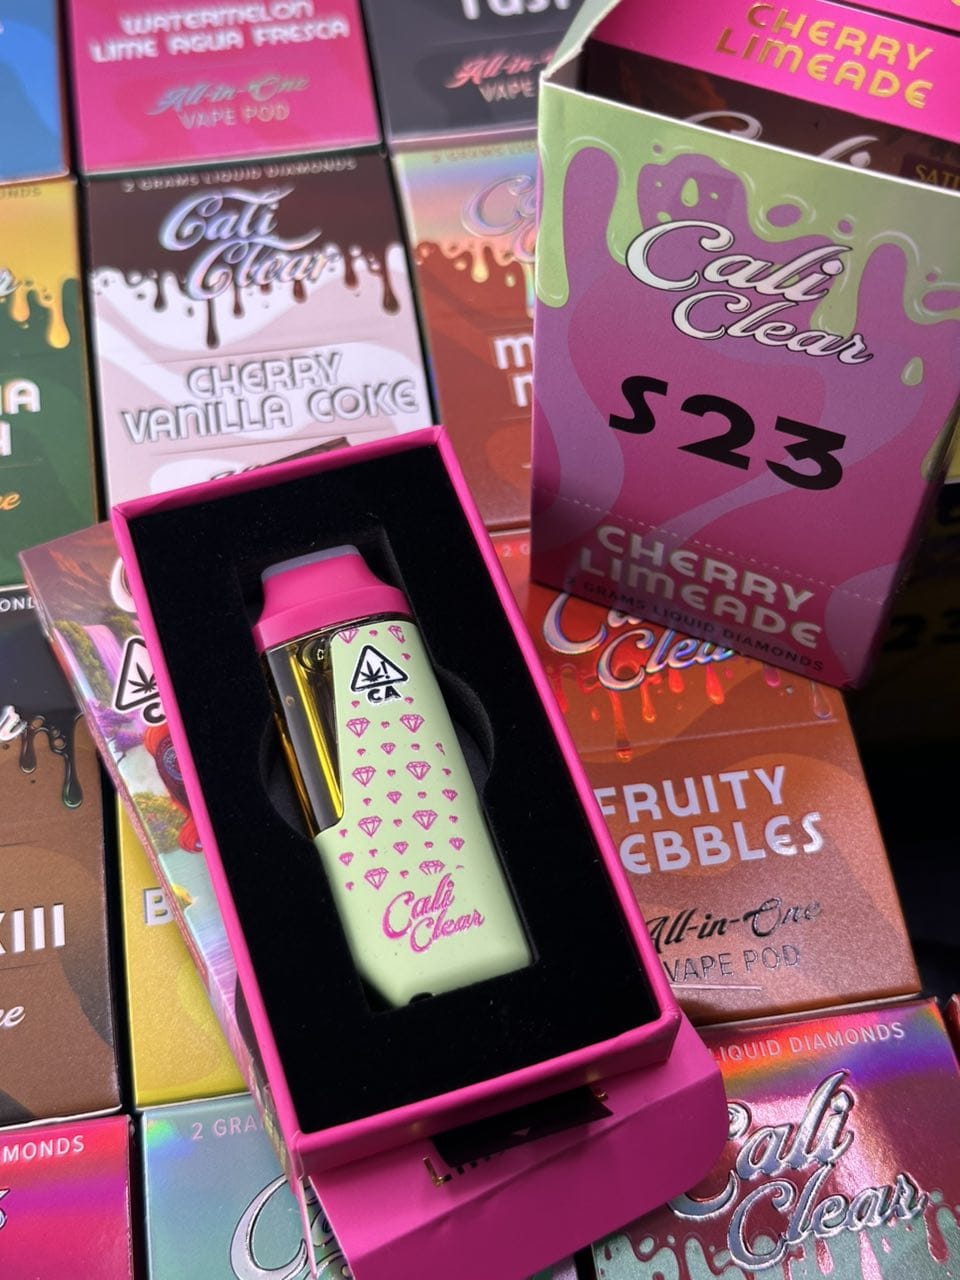 WATERMELON
LIME AGUA FRESCA
All-in-One
VAPE POD
VAPE
CHERRY
LIMEADE
2 GRAMS LIQUID DIAMONDS
Cali
Clear
CHERRY
VANILLA COKE
Cali
Clear
S23
CHERRY
LIMEADE
2 GRAMS LIQUID DIAMONDS
CA
Cali
Clear
FRUITY
EBBLES
All-in-One
VAPE POD
XIII
LIQUID DIAMONDS
Cali
Clear
MONDS